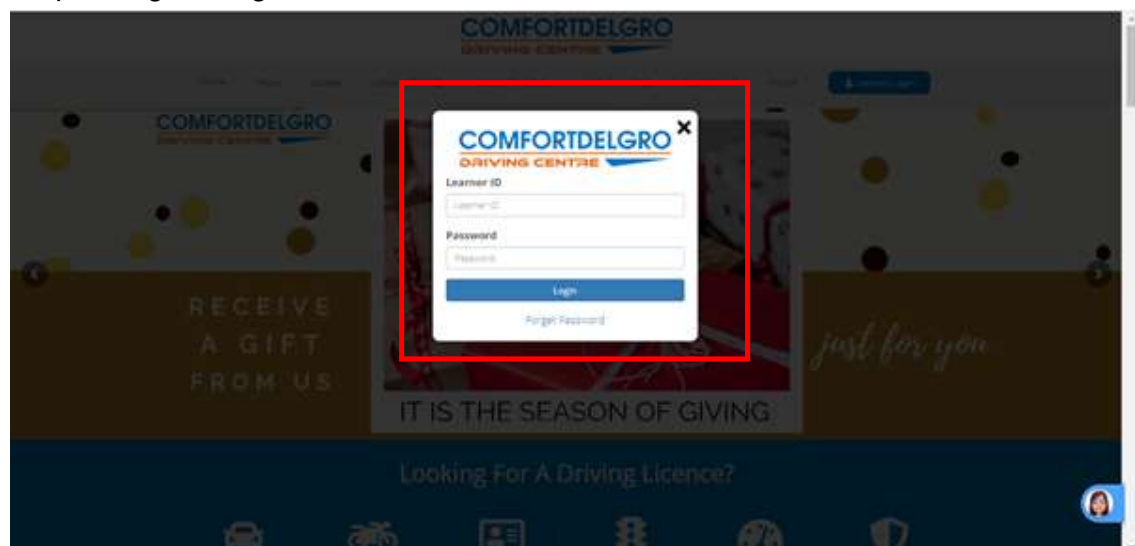 COMFORTDELGRO
DRIVING CENTRE
COMFORTDELGRO
DRIVING CENTRE
COMFORTDELGRO
DRIVING CENTRE
Learner ID
Learner ID
Password
Password
Login
Forget Password
RECEIVE
A GIFT
FROM US
just for you
IT IS THE SEASON OF GIVING
Looking For A Driving Licence?